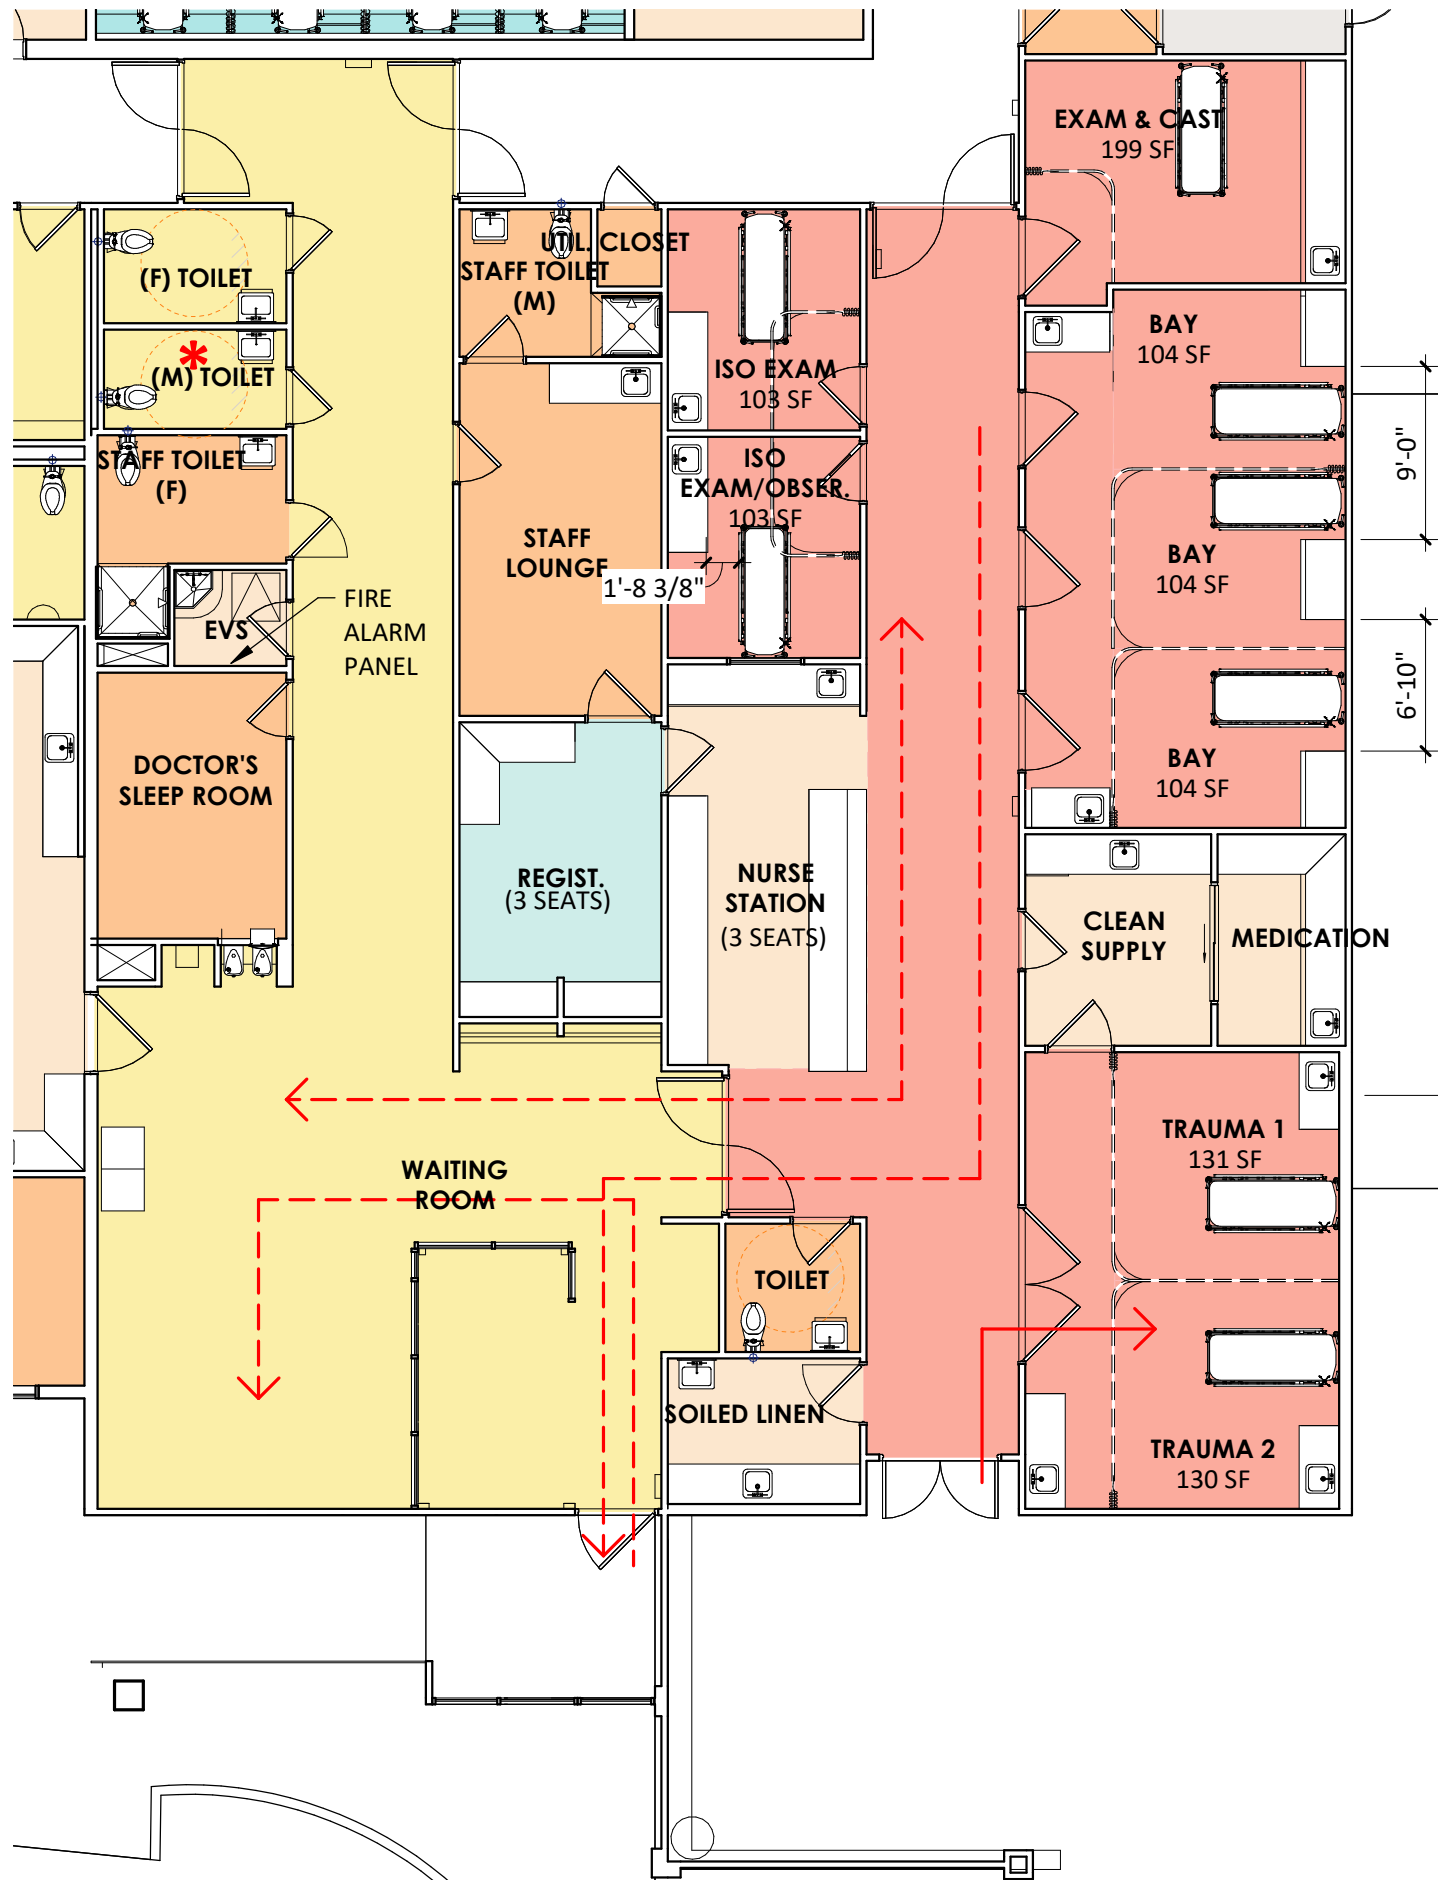 EXAM & CAST
199 SF
UTIL. CLOSET
STAFF TOILET
(M)
(F) TOILET
*
(M) TOILET
ISO EXAM
103 SF
BAY
104 SF
9'-0"
STAFF TOILET
(F)
ISO
EXAM/OBSER.
103 SF
STAFF
LOUNGE
1'-8 3/8"
BAY
104 SF
FIRE
ALARM
PANEL
EVS
6'-10"
DOCTOR'S
SLEEP ROOM
BAY
104 SF
REGIST.
(3 SEATS)
NURSE
STATION
(3 SEATS)
CLEAN
SUPPLY
MEDICATION
WAITING
ROOM
TRAUMA 1
131 SF
TOILET
SOILED LINEN
TRAUMA 2
130 SF